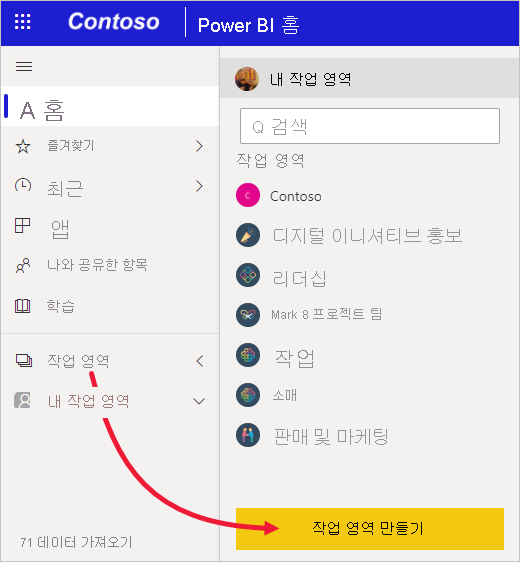 Contoso Power BI 홈
A 홈
즐겨찾기
최근
앱
나와 공유한 항목
학습
작업 영역
내 작업 영역
71 데이터 가져오기
내 작업 영역
Q 검색
작업 영역
C Contoso
디지털 이니셔티브 홍보
리더십
Mark 8 프로젝트 팀
작업
소매
판매 및 마케팅
작업 영역 만들기